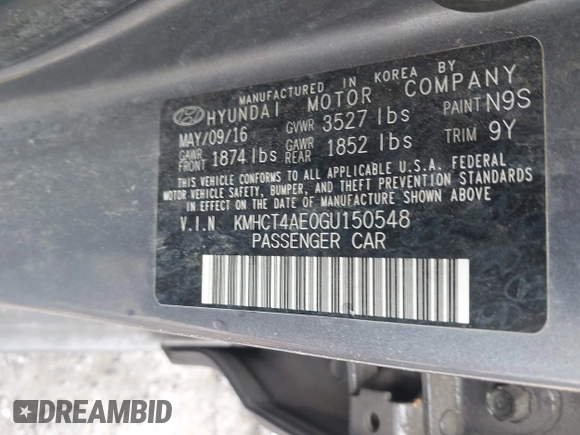 MANUFACTURED IN KOREA BY
HYUNDAI MOTOR COMPANY
MAY/09/16 GVWR 3527 lbs PAINT N9S
GAWR FRONT 1874 lbs GAWR REAR 1852 lbs TRIM 9Y
THIS VEHICLE CONFORMS TO ALL APPLICABLE U.S.A. FEDERAL
MOTOR VEHICLE SAFETY, BUMPER, AND THEFT PREVENTION STANDARDS
IN EFFECT ON THE DATE OF MANUFACTURE SHOWN ABOVE
V.I.N KMHCT4AE0GU150548
PASSENGER CAR
DREAMBID